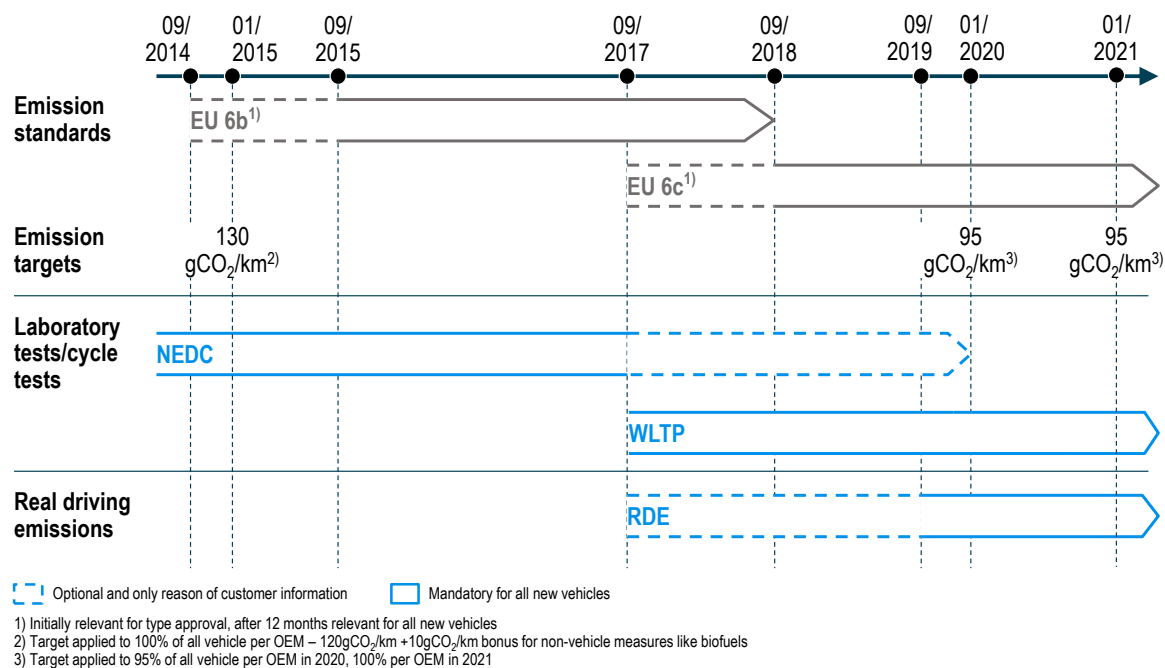 09/ 01/ 09/ 09/ 09/ 09/ 01/ 01/
2014 2015 2015 2017 2018 2019 2020 2021
Emission
standards
EU 6b1)
EU 6c1)
Emission
targets
130
gCO2/km2)
95
gCO2/km3)
95
gCO2/km3)
Laboratory
tests/cycle
tests
NEDC
WLTP
Real driving
emissions
RDE
Optional and only reason of customer information
Mandatory for all new vehicles
1) Initially relevant for type approval, after 12 months relevant for all new vehicles
2) Target applied to 100% of all vehicle per OEM – 120gCO2/km +10gCO2/km bonus for non-vehicle measures like biofuels
3) Target applied to 95% of all vehicle per OEM in 2020, 100% per OEM in 2021